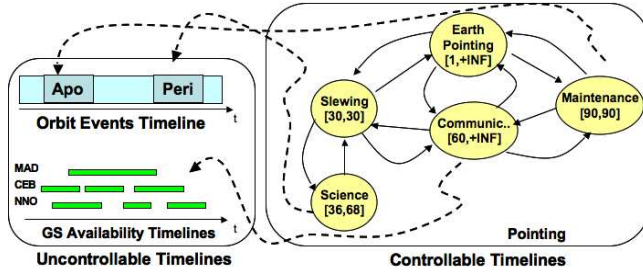 Apo
Peri
t
Orbit Events Timeline
MAD
CEB
NNO
t
GS Availability Timelines
Uncontrollable Timelines
Earth
Pointing
[1,+INF]
Slewing
[30,30]
Communic..
[60,+INF]
Maintenance
[90,90]
Science
[36,68]
Pointing
Controllable Timelines